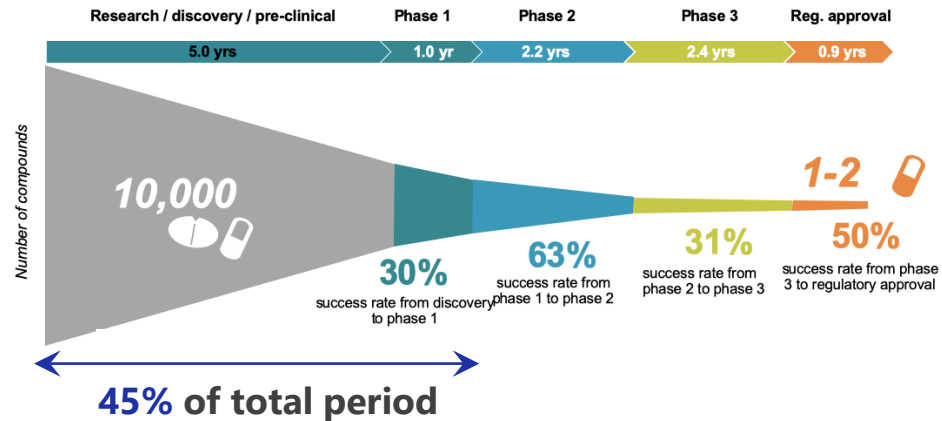 Research / discovery / pre-clinical
Phase 1
Phase 2
Phase 3
Reg. approval
5.0 yrs
1.0 yr
2.2 yrs
2.4 yrs
0.9 yrs
Number of compounds
10,000
1-2
30%
success rate from discovery
to phase 1
63%
success rate from
phase 1 to phase 2
31%
success rate from
phase 2 to phase 3
50%
success rate from phase
3 to regulatory approval
45% of total period